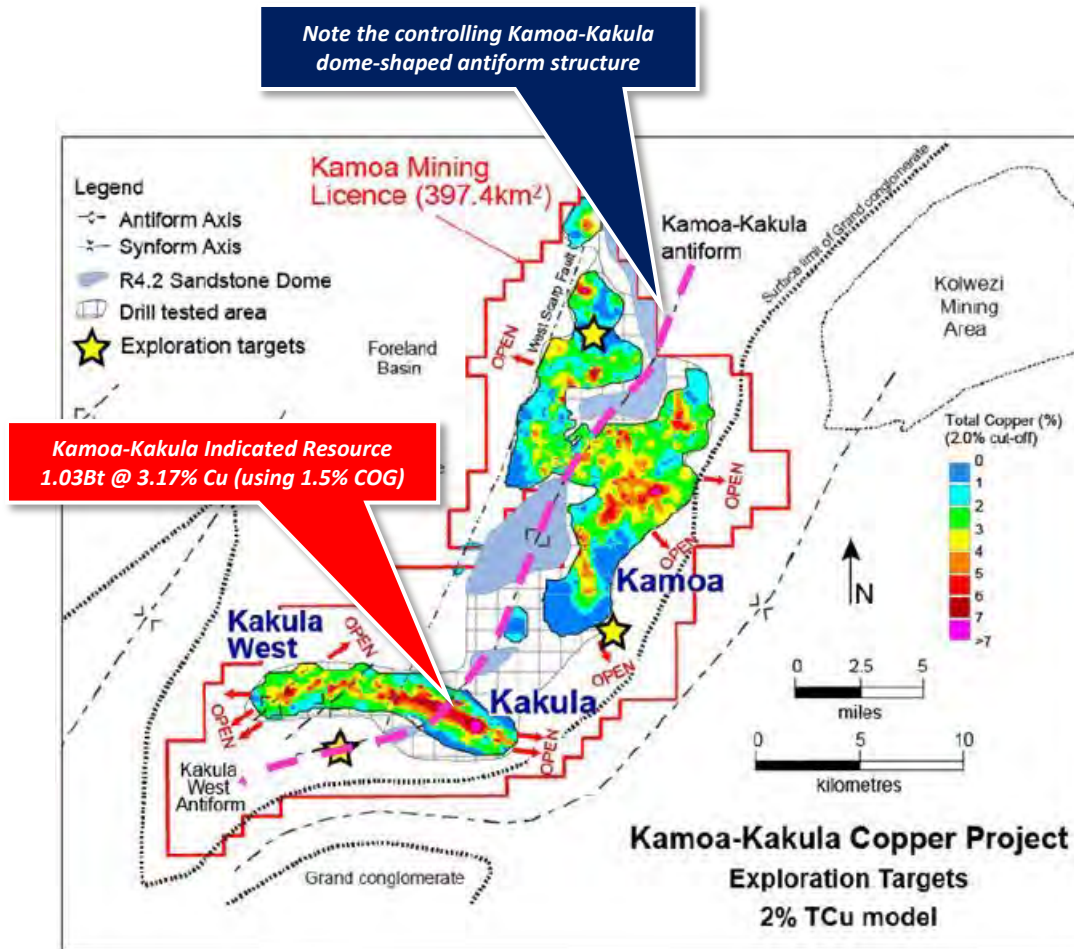 Note the controlling Kamoa-Kakula
dome-shaped antiform structure
Kamoa Mining
Licence (397.4km²)
Legend
Antiform Axis
Synform Axis
R4.2 Sandstone Dome
Drill tested area
Exploration targets
Kamoa-Kakula
antiform
Surface limit of Grand conglomerate
Kolwezi
Mining
Area
West Scarp Fault
Foreland
Basin
OPEN
Total Copper (%)
(2.0% cut-off)
0
1
2
3
4
5
6
7
>7
Kamoa-Kakula Indicated Resource
1.03Bt @ 3.17% Cu (using 1.5% COG)
OPEN
OPEN
Kamoa
N
Kakula
West
OPEN
OPEN
Kakula
OPEN
OPEN
OPEN
Kakula
West
Antiform
0 2.5 5
miles
0 5 10
kilometres
Grand conglomerate
Kamoa-Kakula Copper Project
Exploration Targets
2% TCu model